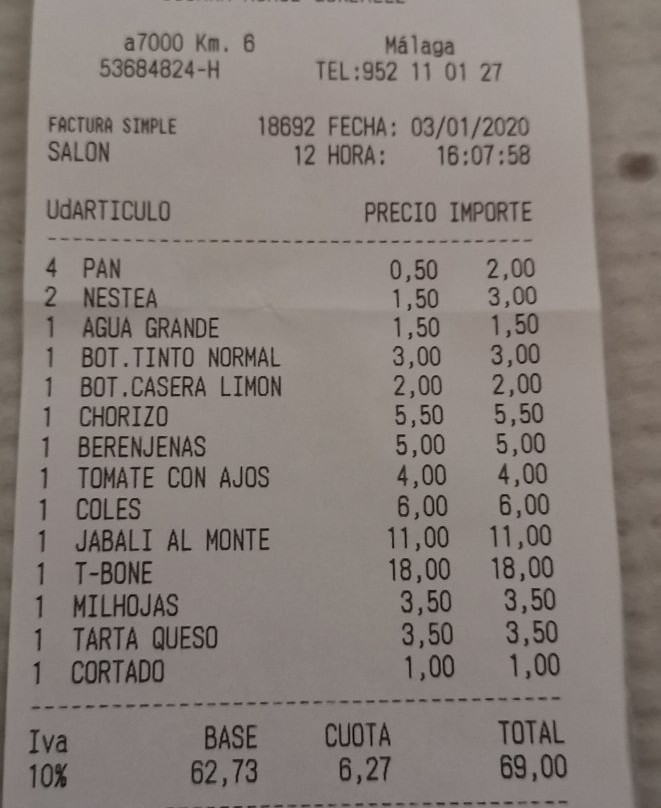 a7000 Km. 6 Málaga
53684824-H TEL:952 11 01 27
FACTURA SIMPLE 18692 FECHA: 03/01/2020
SALON 12 HORA: 16:07:58
UdARTICULO PRECIO IMPORTE
4 PAN 0,50 2,00
2 NESTEA 1,50 3,00
1 AGUA GRANDE 1,50 1,50
1 BOT.TINTO NORMAL 3,00 3,00
1 BOT.CASERA LIMON 2,00 2,00
1 CHORIZO 5,50 5,50
1 BERENJENAS 5,00 5,00
1 TOMATE CON AJOS 4,00 4,00
1 COLES 6,00 6,00
1 JABALI AL MONTE 11,00 11,00
1 T-BONE 18,00 18,00
1 MILHOJAS 3,50 3,50
1 TARTA QUESO 3,50 3,50
1 CORTADO 1,00 1,00
Iva BASE CUOTA TOTAL
10% 62,73 6,27 69,00